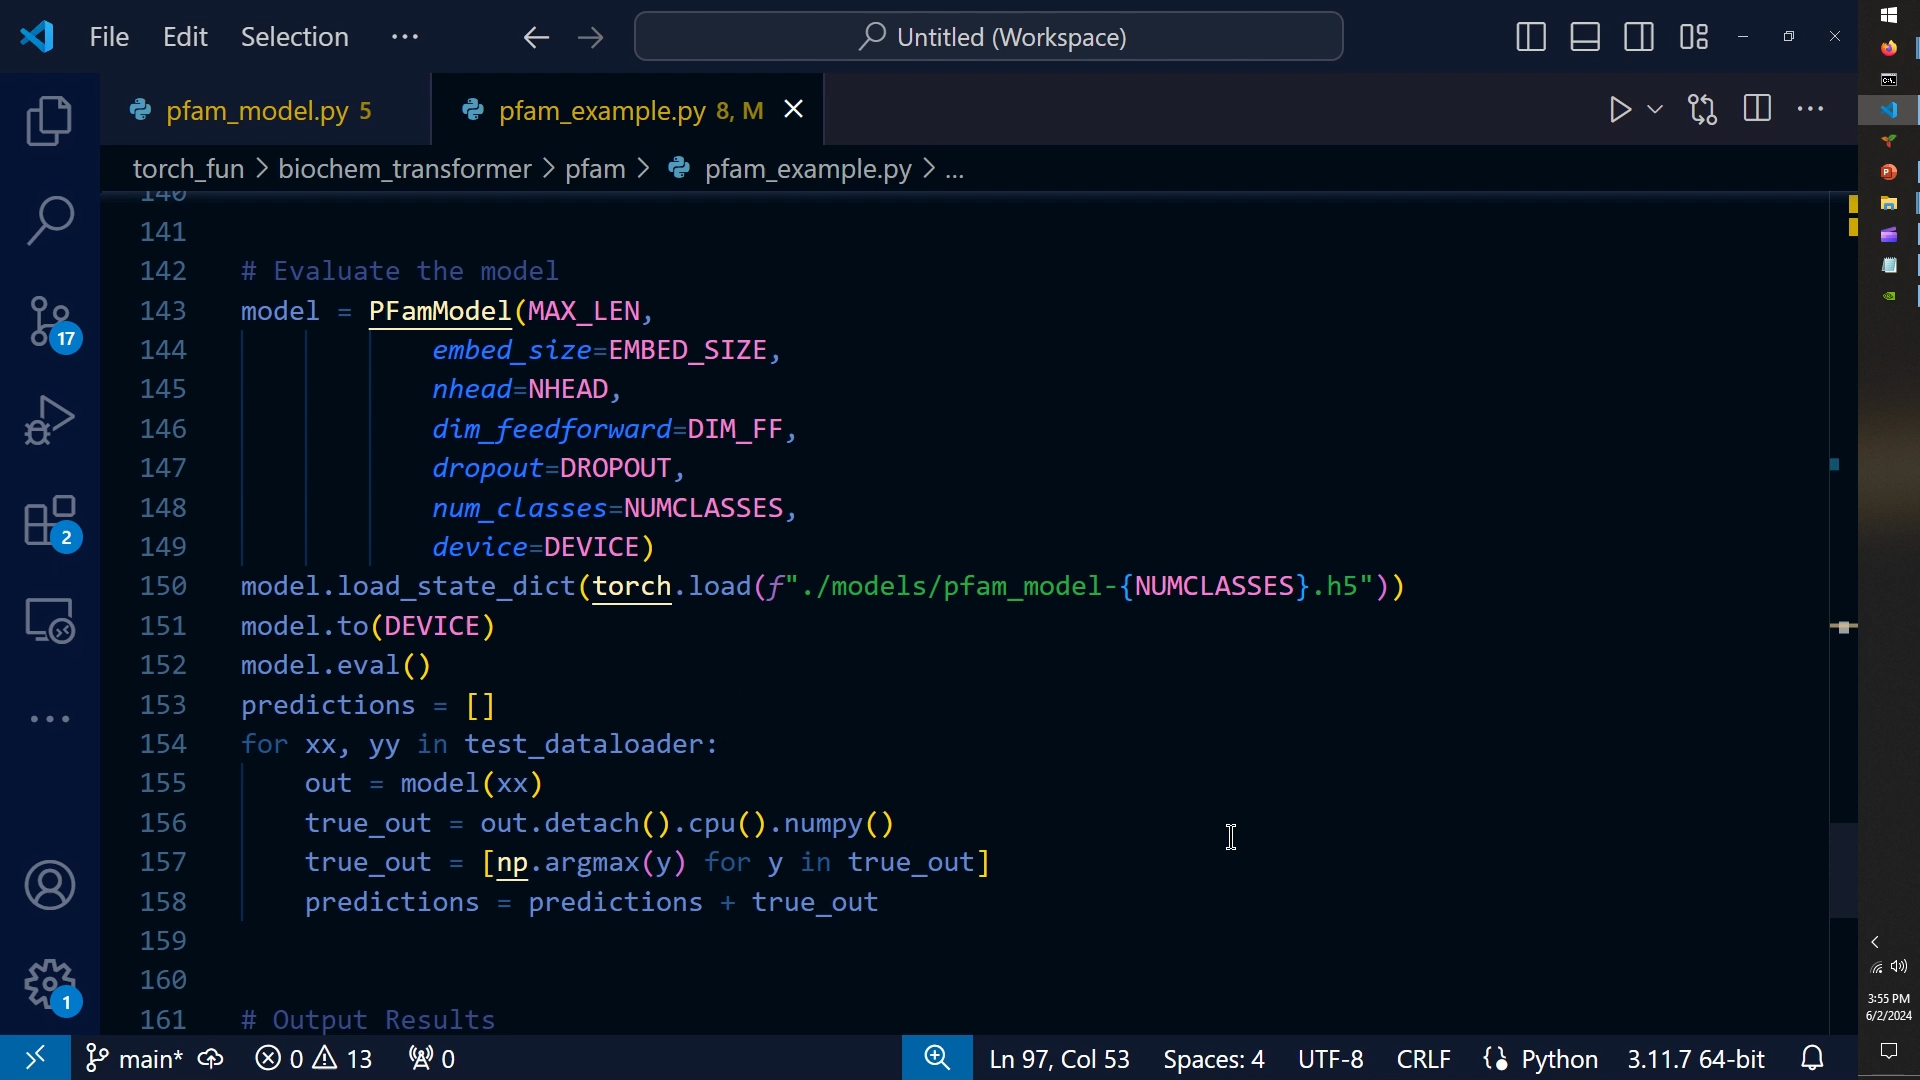 File Edit Selection ··· Untitled (Workspace)
pfam_model.py 5 pfam_example.py 8, M
torch_fun > biochem_transformer > pfam > pfam_example.py > ...
140
141
142 # Evaluate the model
143 model = PFamModel(MAX_LEN,
144 embed_size=EMBED_SIZE,
145 nhead=NHEAD,
146 dim_feedforward=DIM_FF,
147 dropout=DROPOUT,
148 num_classes=NUMCLASSES,
149 device=DEVICE)
150 model.load_state_dict(torch.load(f"./models/pfam_model-{NUMCLASSES}.h5"))
151 model.to(DEVICE)
152 model.eval()
153 predictions = []
154 for xx, yy in test_dataloader:
155 out = model(xx)
156 true_out = out.detach().cpu().numpy()
157 true_out = [np.argmax(y) for y in true_out]
158 predictions = predictions + true_out
159
160
161 # Output Results
17
2
1
main* 0 13 0 Ln 97, Col 53 Spaces: 4 UTF-8 CRLF Python 3.11.7 64-bit
3:55 PM
6/2/2024